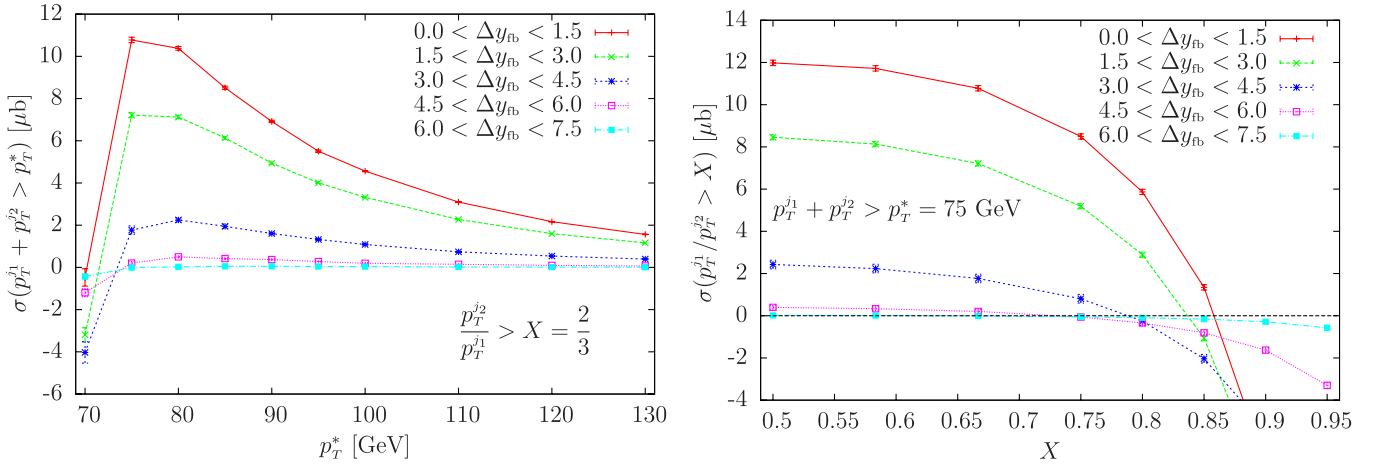 12
10
8
6
4
2
0
-2
-4
-6
σ(p_T^{j1} + p_T^{j2} > p_T^*) [μb]
0.0 < Δy_fb < 1.5
1.5 < Δy_fb < 3.0
3.0 < Δy_fb < 4.5
4.5 < Δy_fb < 6.0
6.0 < Δy_fb < 7.5
p_T^{j2}/p_T^{j1} > X = 2/3
70 80 90 100 110 120 130
p_T^* [GeV]
14
12
10
8
6
4
2
0
-2
-4
σ(p_T^{j1}/p_T^{j2} > X) [μb]
0.0 < Δy_fb < 1.5
1.5 < Δy_fb < 3.0
3.0 < Δy_fb < 4.5
4.5 < Δy_fb < 6.0
6.0 < Δy_fb < 7.5
p_T^{j1} + p_T^{j2} > p_T^* = 75 GeV
0.5 0.55 0.6 0.65 0.7 0.75 0.8 0.85 0.9 0.95
X